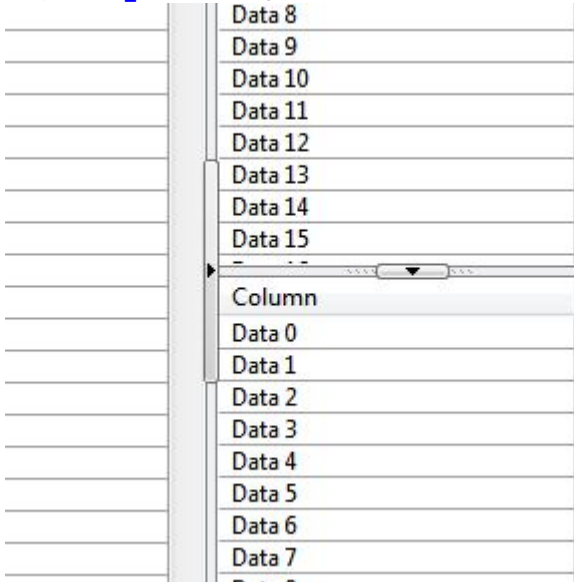 Data 8
Data 9
Data 10
Data 11
Data 12
Data 13
Data 14
Data 15
Column
Data 0
Data 1
Data 2
Data 3
Data 4
Data 5
Data 6
Data 7